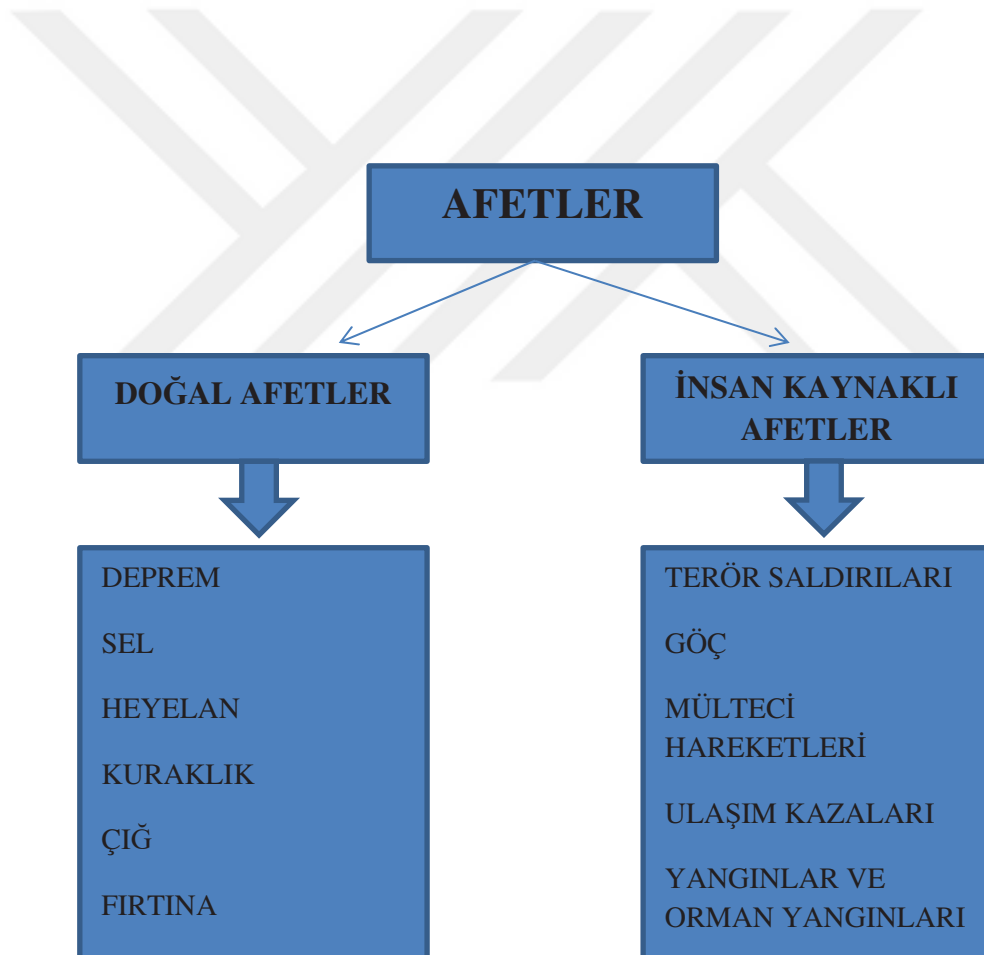 AFETLER
DOĞAL AFETLER
İNSAN KAYNAKLI
AFETLER
DEPREM
SEL
HEYELAN
KURAKLIK
ÇIĞ
FIRTINA
TERÖR SALDIRILARI
GÖÇ
MÜLTECİ
HAREKETLERİ
ULAŞIM KAZALARI
YANGINLAR VE
ORMAN YANGINLARI